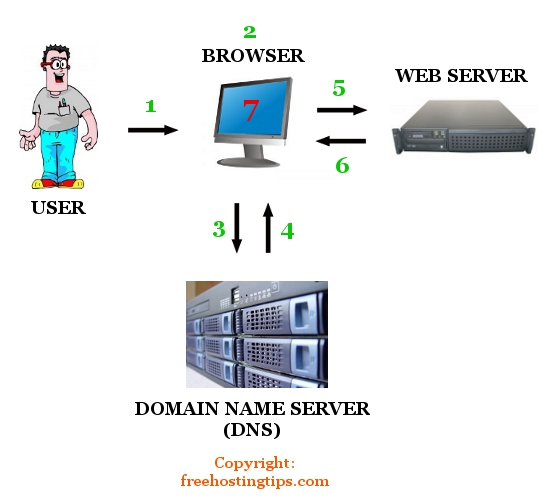 2
BROWSER
WEB SERVER
1
7
5
6
USER
3
4
DOMAIN NAME SERVER
(DNS)
Copyright:
freehostingtips.com